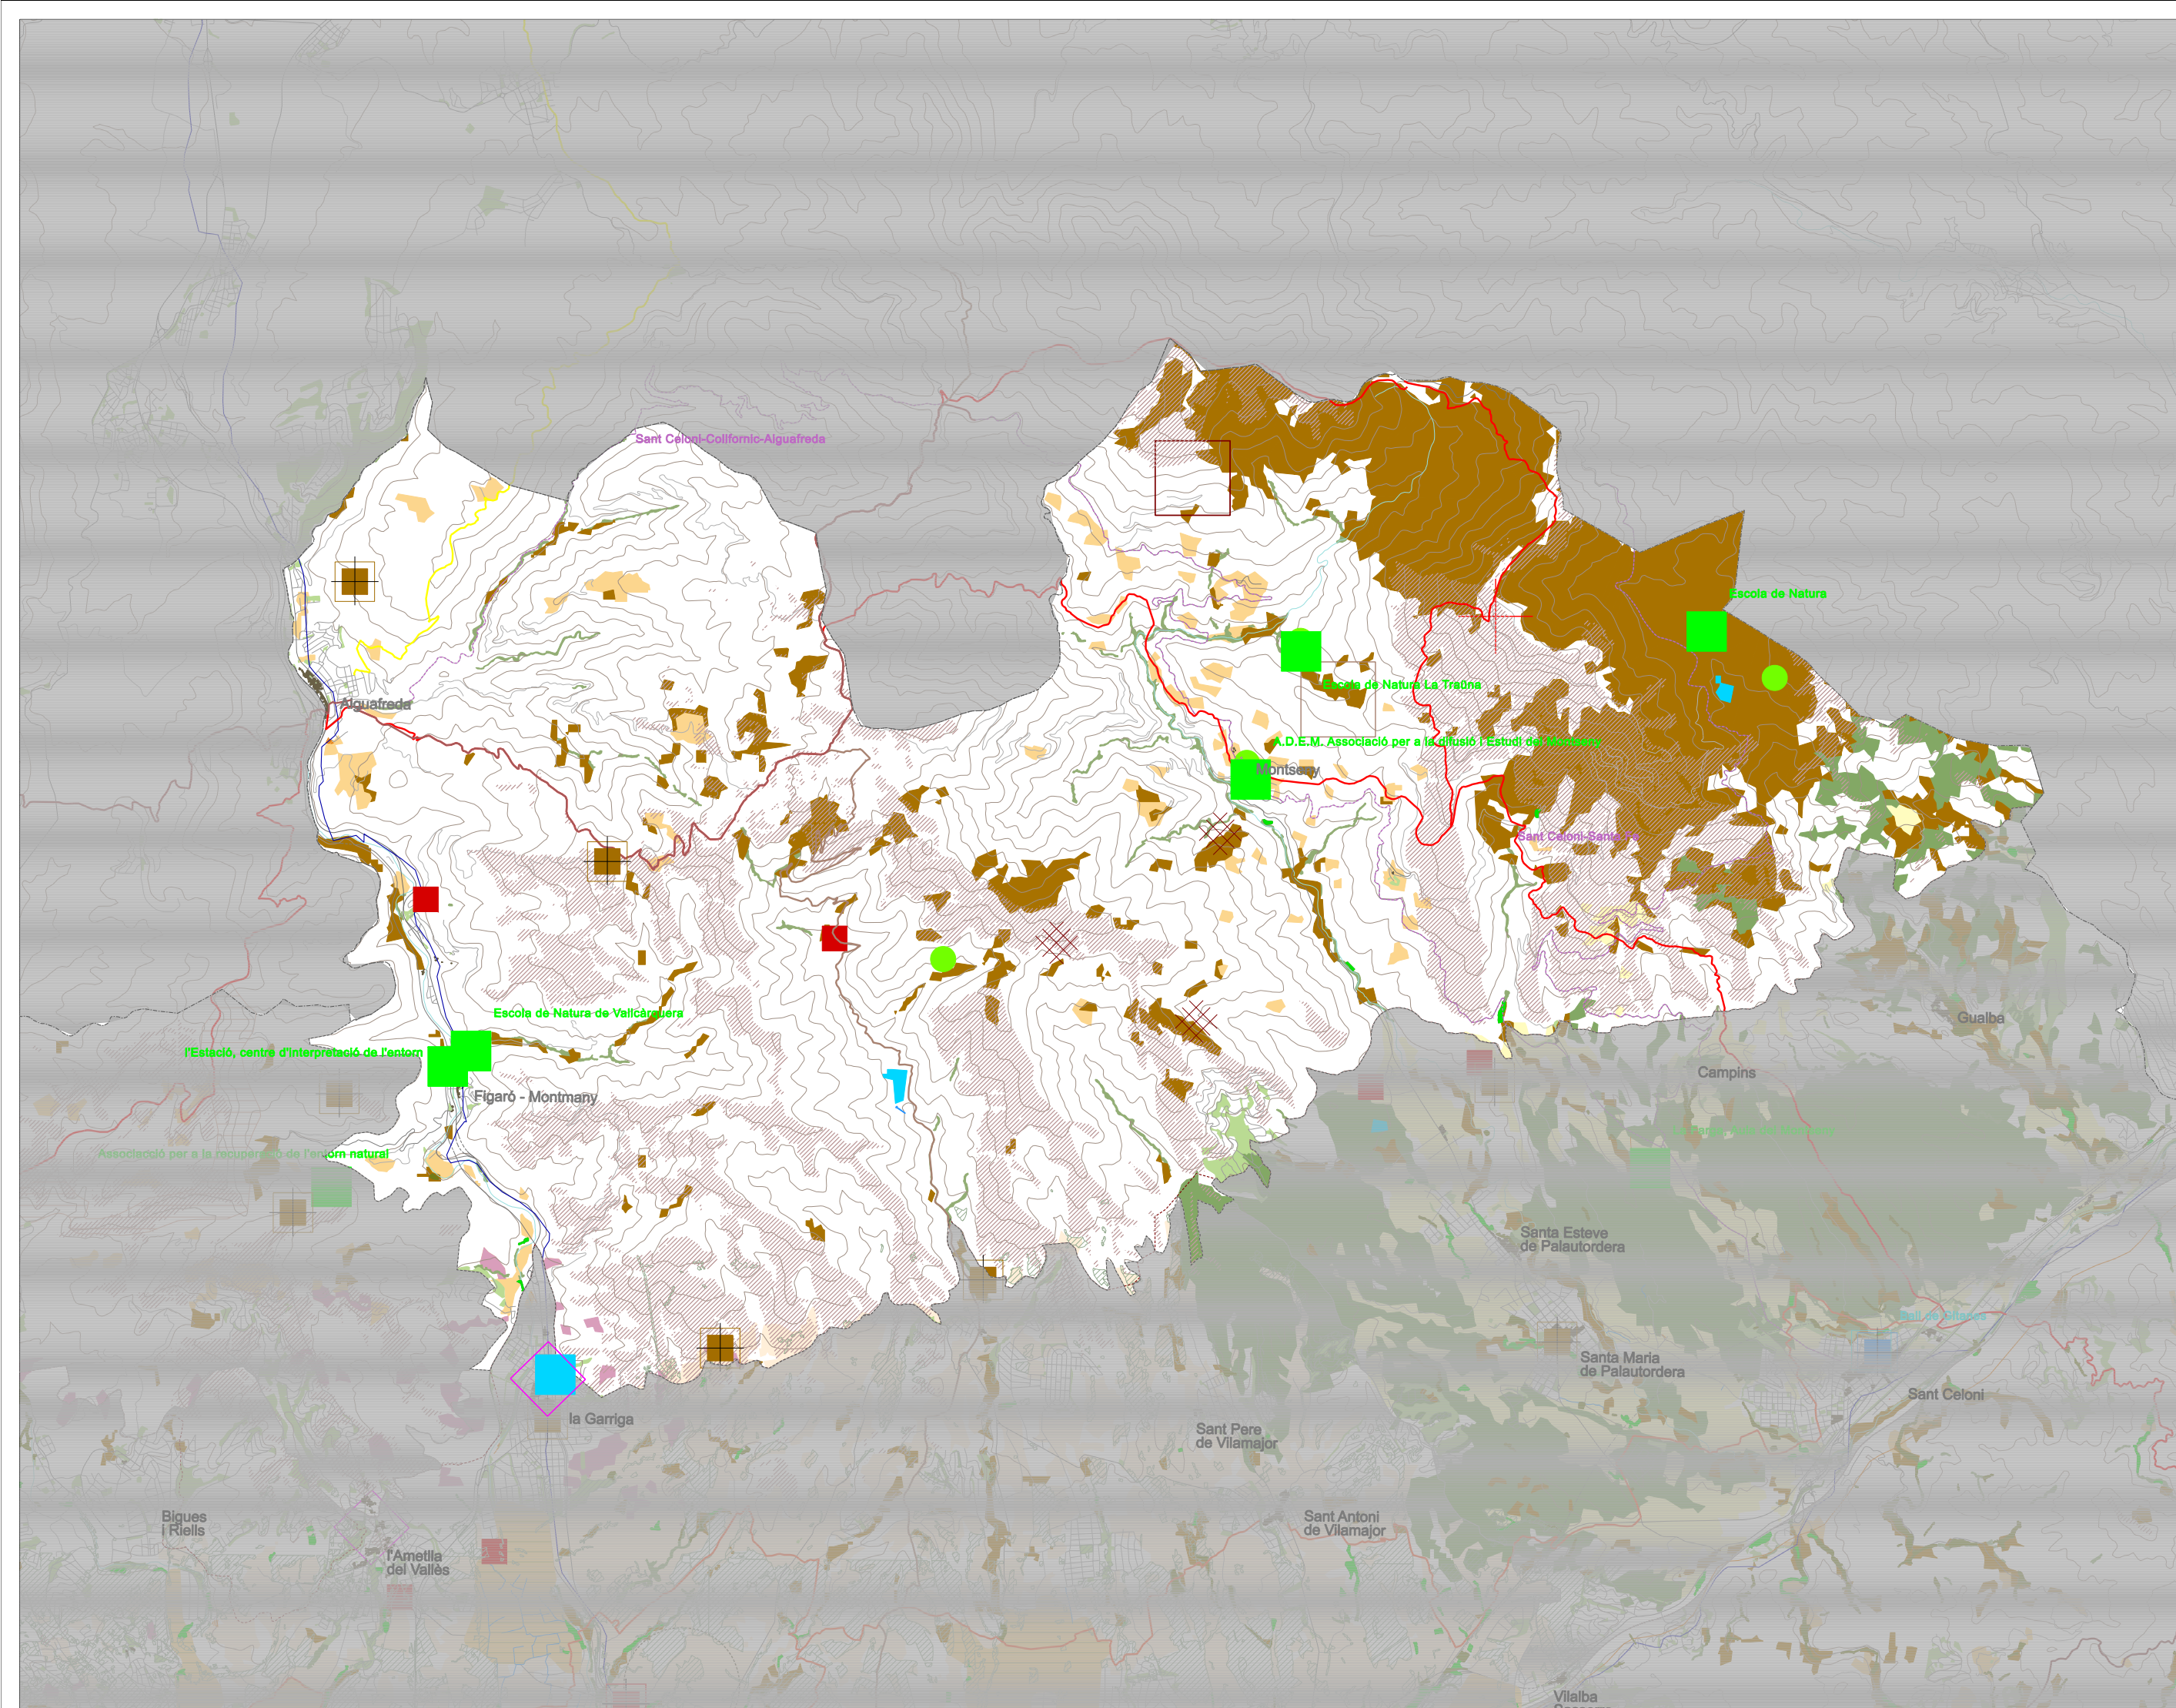 Sant Celoni-Collfornic-Aiguafreda
Escola de Natura
Escola de Natura La Traüna
Aiguafreda
A.D.E.M. Associació per a la difusió i Estudi del Montseny
Montseny
Sant Celoni-Santa Fe
Escola de Natura de Vallcàrquera
l'Estació, centre d'interpretació de l'entorn
Gualba
Campins
Figaró - Montmany
Associacció per a la recuperació de l'entorn natural
Santa Esteve
de Palautordera
Santa Maria
de Palautordera
Sant Celoni
la Garriga
Sant Pere
de Vilamajor
Bigues
i Riells
Sant Antoni
de Vilamajor
l'Ametlla
del Vallès
Vilalba